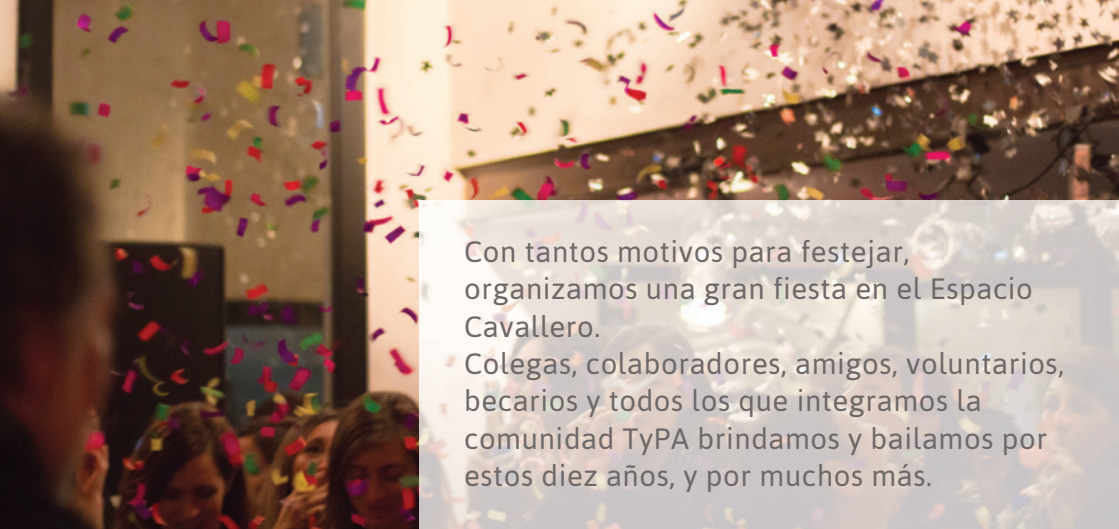 Con tantos motivos para festejar,
organizamos una gran fiesta en el Espacio
Cavallero.
Colegas, colaboradores, amigos, voluntarios,
becarios y todos los que integramos la
comunidad TyPA brindamos y bailamos por
estos diez años, y por muchos más.